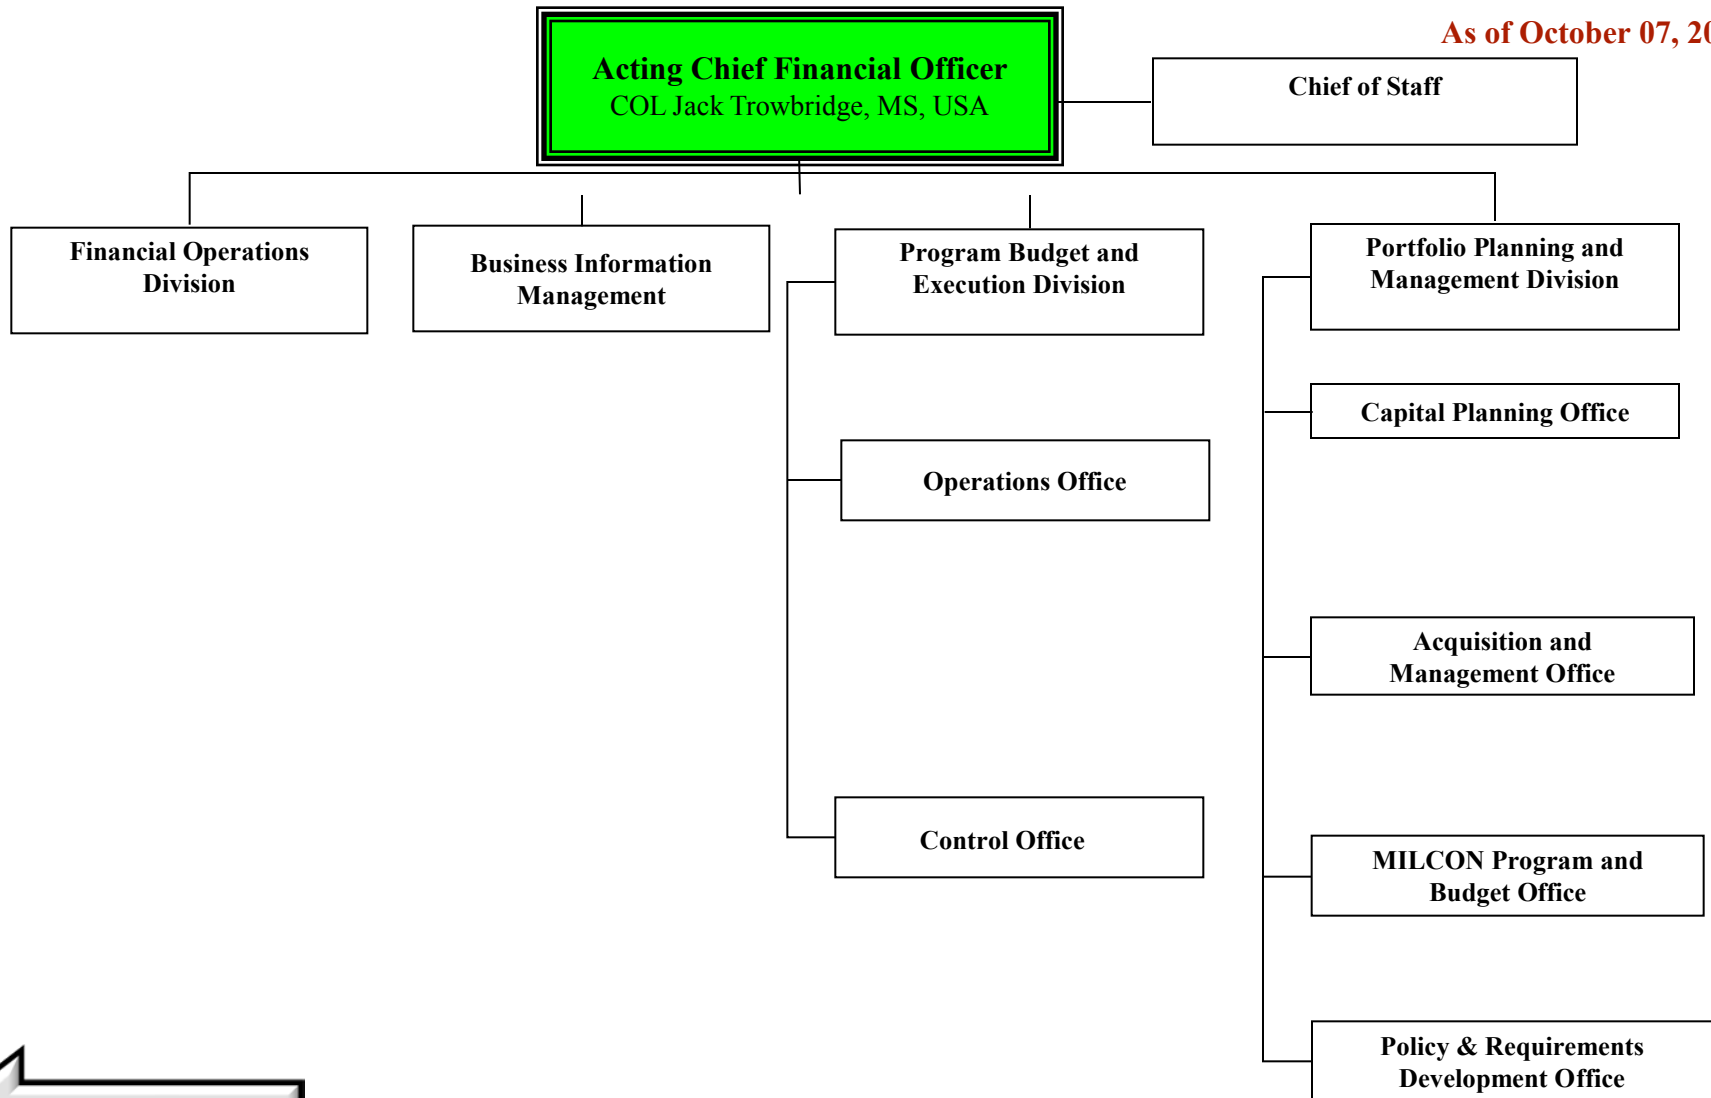 As of October 07, 20
Acting Chief Financial Officer
COL Jack Trowbridge, MS, USA
Chief of Staff
Financial Operations
Division
Business Information
Management
Program Budget and
Execution Division
Portfolio Planning and
Management Division
Capital Planning Office
Operations Office
Acquisition and
Management Office
Control Office
MILCON Program and
Budget Office
Policy & Requirements
Development Office